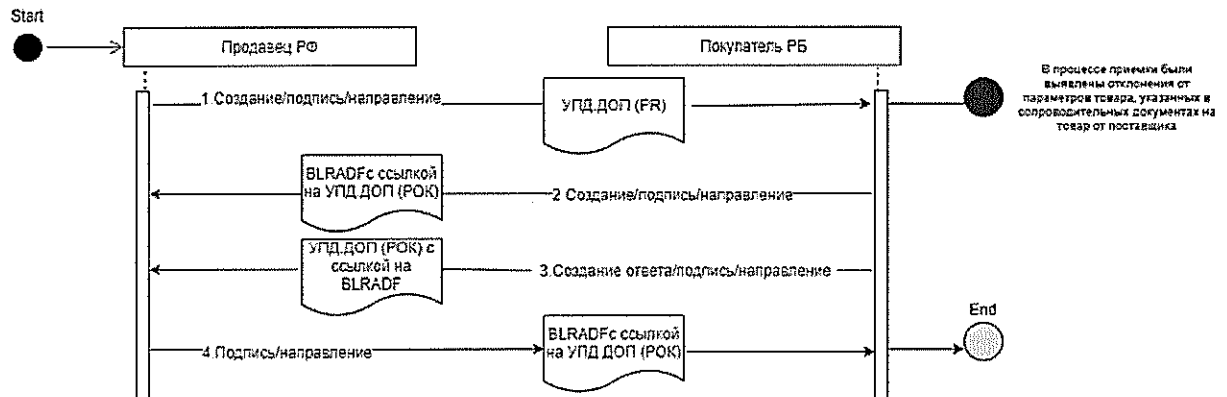 Start
Продавец РФ
Покупатель РБ
В процессе приемки были
выявлены отклонения от
параметров товара, указанных в
сопроводительных документах на
товар от поставщика
1.Создание/подпись/направление
УПД.ДОП (PR)
BLRADFс ссылкой
на УПД.ДОП (РОК)
2.Создание/подпись/направление
УПД.ДОП (РОК) с
ссылкой на
BLRADF
3.Создание ответа/подпись/направление
End
4.Подпись/направление
BLRADFс ссылкой
на УПД.ДОП (РОК)